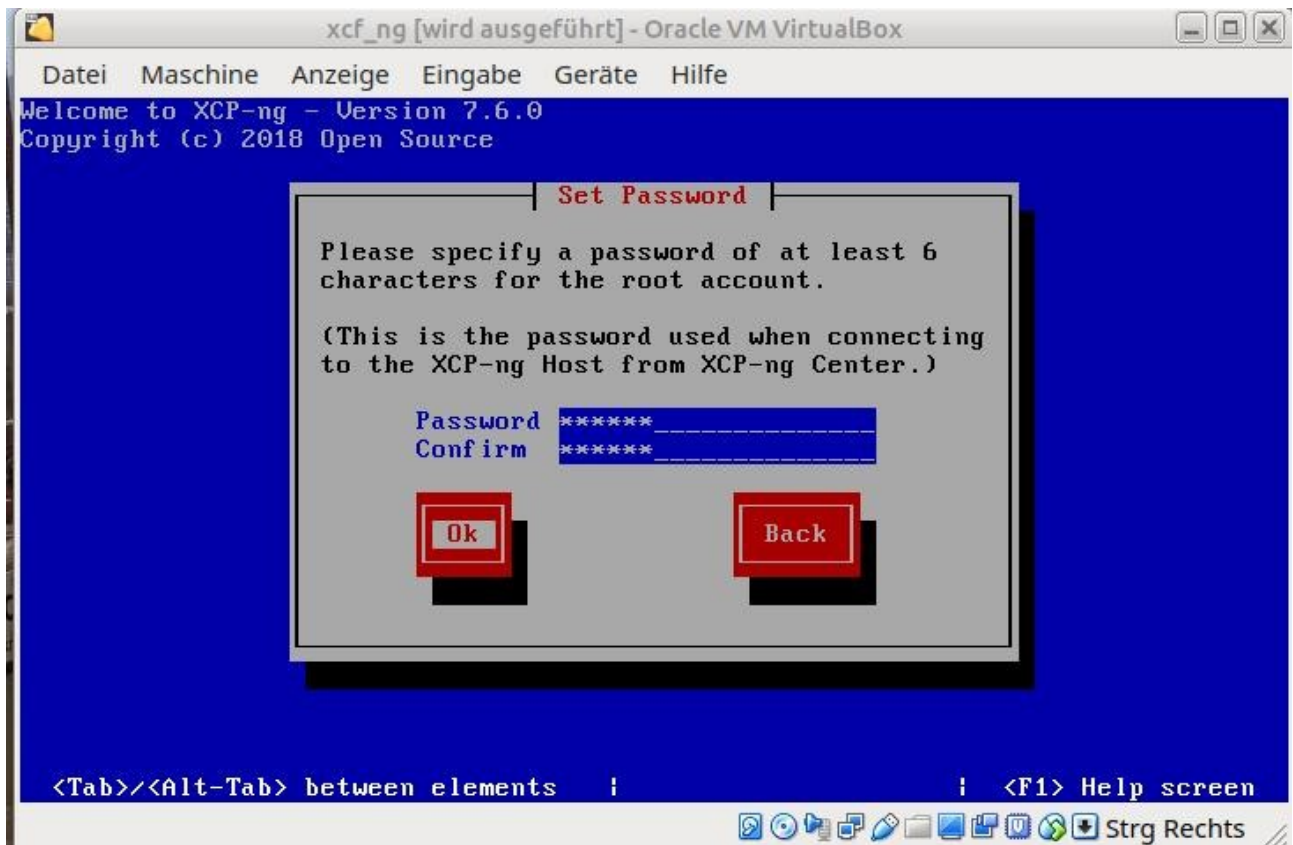 xcf_ng [wird ausgeführt] - Oracle VM VirtualBox
Datei Maschine Anzeige Eingabe Geräte Hilfe
Welcome to XCP-ng - Version 7.6.0
Copyright (c) 2018 Open Source
Set Password
Please specify a password of at least 6
characters for the root account.
(This is the password used when connecting
to the XCP-ng Host from XCP-ng Center.)
Password ******______________
Confirm ******______________
Ok Back
<Tab>/<Alt-Tab> between elements | | <F1> Help screen
Strg Rechts